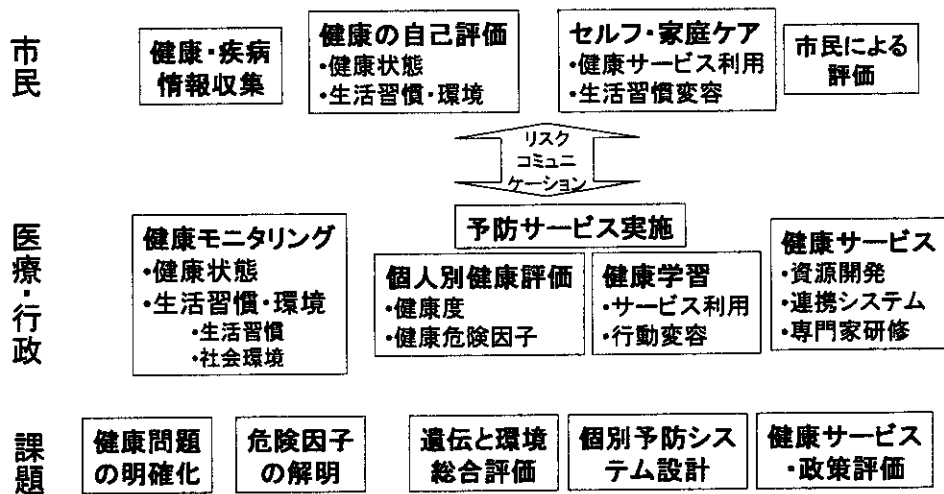 市民
健康・疾病
情報収集
健康の自己評価
・健康状態
・生活習慣・環境
セルフ・家庭ケア
・健康サービス利用
・生活習慣変容
市民による
評価
リスク
コミュニ
ケーション
医療・行政
健康モニタリング
・健康状態
・生活習慣・環境
・生活習慣
・社会環境
予防サービス実施
個人別健康評価
・健康度
・健康危険因子
健康学習
・サービス利用
・行動変容
健康サービス
・資源開発
・連携システム
・専門家研修
課題
健康問題
の明確化
危険因子
の解明
遺伝と環境
総合評価
個別予防シス
テム設計
健康サービス
・政策評価